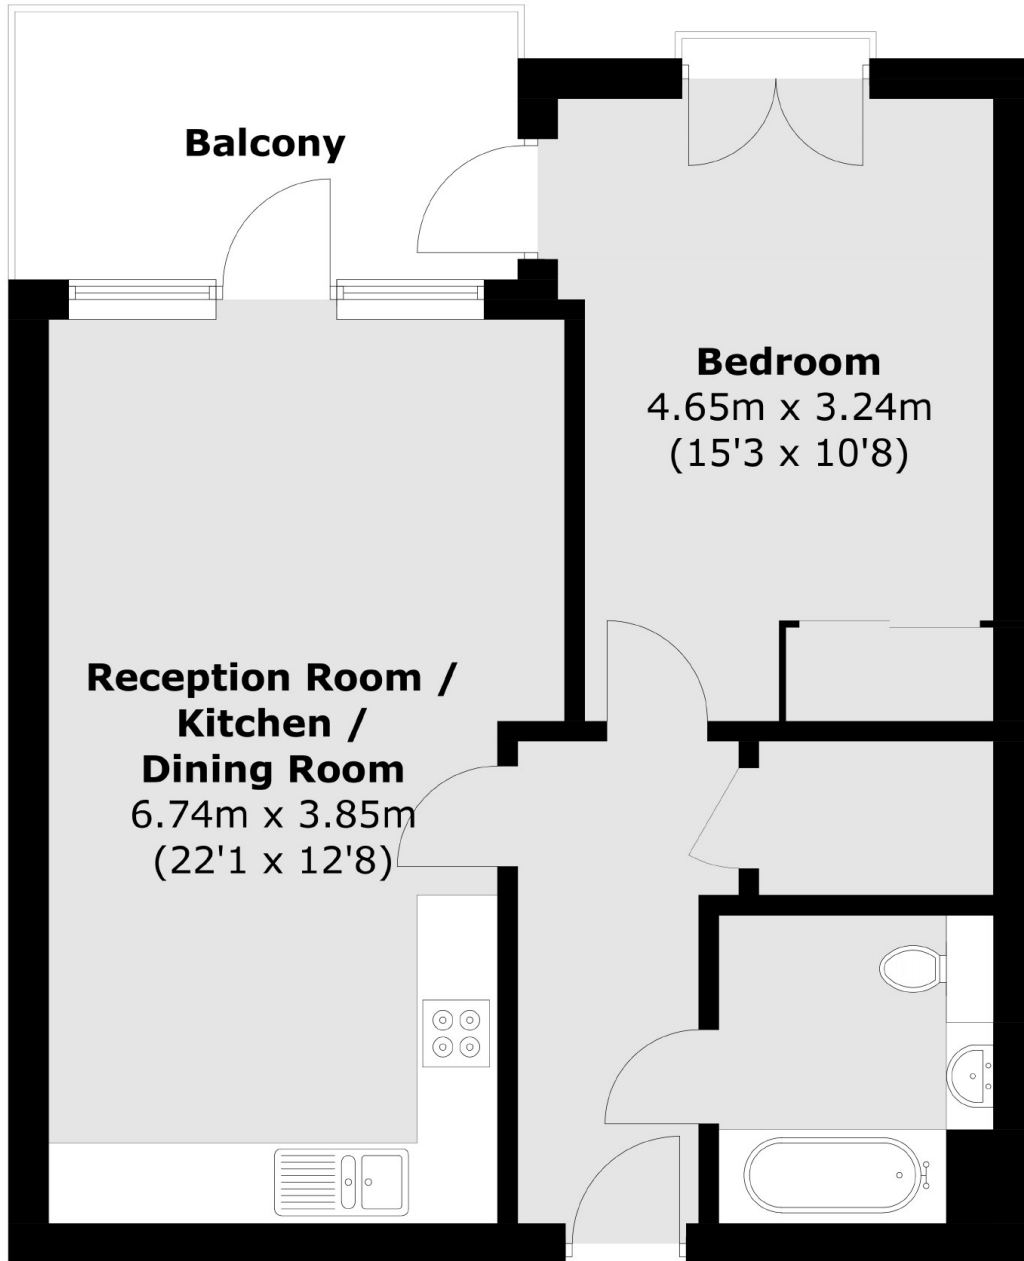 Balcony
Bedroom
4.65m x 3.24m
(15'3 x 10'8)
Reception Room /
Kitchen /
Dining Room
6.74m x 3.85m
(22'1 x 12'8)